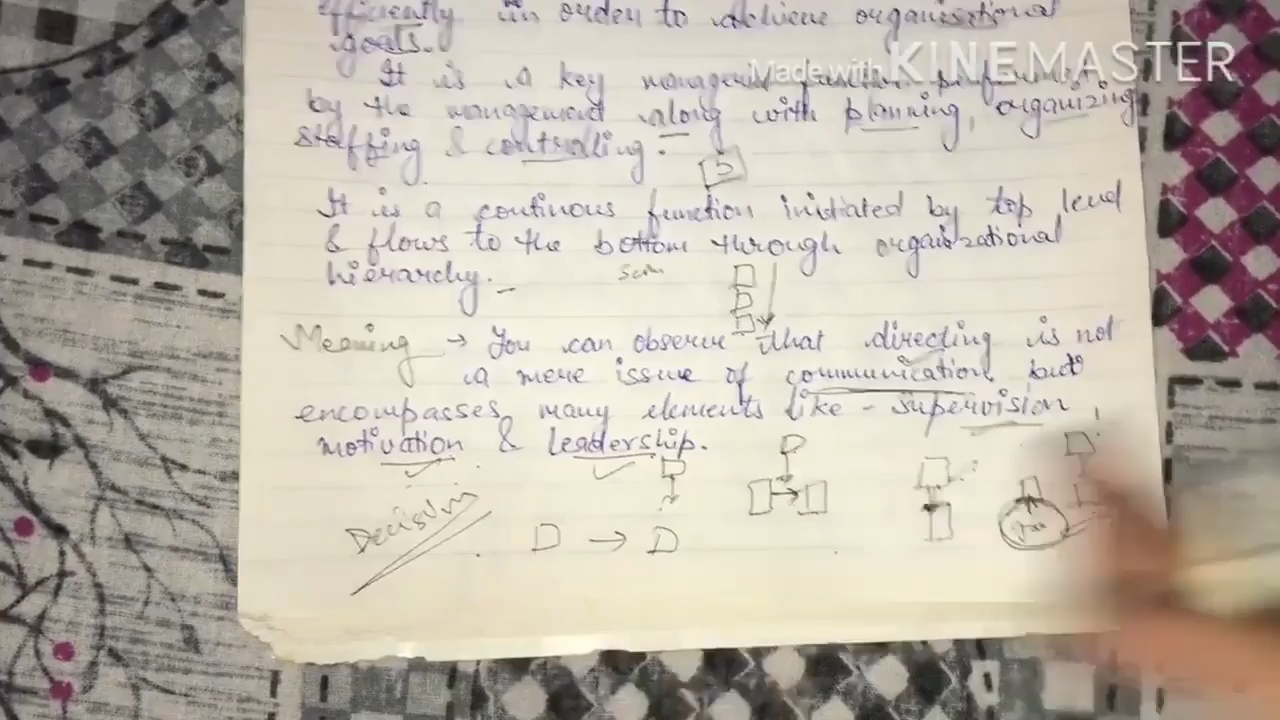 efficiently in order to achieve organisational
goals.
Made with KINEMASTER
It is a key managerial function performed
by the management along with planning, organizing
staffing & controlling.
It is a continous function initiated by top level
& flows to the bottom through organizational
hierarchy.
Meaning → You can observe that directing is not
a mere issue of communication but
encompasses many elements like - supervision
motivation & leadership.
Decision
D → D